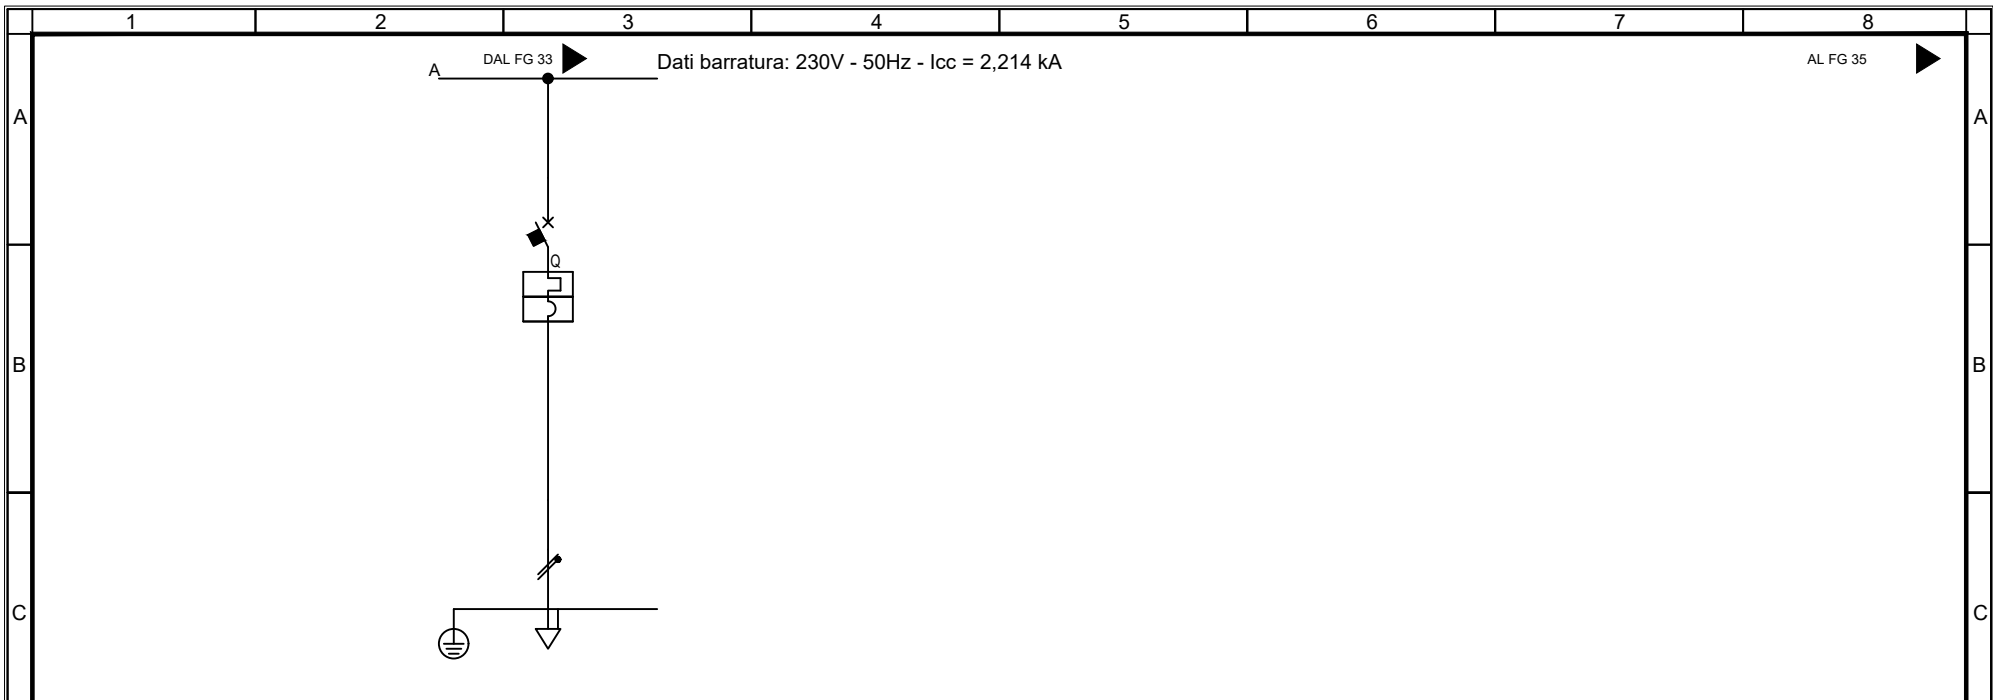 1 2 3 4 5 6 7 8
DAL FG 33 Dati barratura: 230V - 50Hz - Icc = 2,214 kA AL FG 35
A
A A
Q
B B
C C